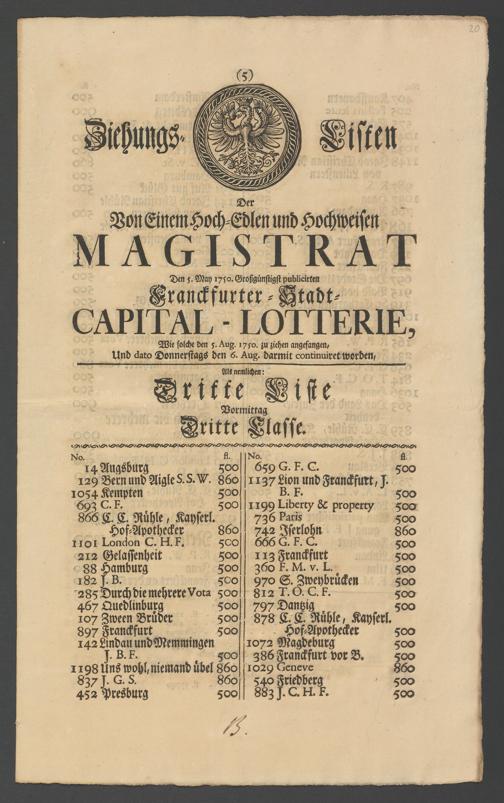 20
(5)
Ziehungs- Listen
Der
Von Einem Hoch-Edlen und Hochweisen
MAGISTRAT
Den 5. May 1750. Großgünstigst publicirten
Franckfurter-Stadt-
CAPITAL-LOTTERIE,
Wie solche den 5. Aug. 1750. zu ziehen angefangen,
Und dato Donnerstags den 6. Aug. darmit continuiret worden,
Als nemlichen:
Dritte Liste
Vormittag
Dritte Classe.
No. fl.
14 Augsburg 500
129 Bern und Aigle S. S. W. 860
1054 Kempten 500
693 C. F. 500
866 C. C. Rühle, Kayserl.
Hof-Apothecker 860
1101 London C. H. F. 500
212 Gelassenheit 500
88 Hamburg 500
182 J. B. 500
285 Durch die mehrere Vota 500
467 Quedlinburg 500
107 Zween Brüder 500
897 Franckfurt 500
142 Lindau und Memmingen
J. B. F. 500
1198 Uns wohl, niemand übel 860
837 J. G. S. 860
452 Presburg 500
No. fl.
659 G. F. C. 500
1137 Lion und Franckfurt, J.
B. F. 500
1199 Liberty & property 500
736 Paris 500
742 Iserlohn 860
666 G. F. C. 500
113 Franckfurt 500
360 F. M. v. L. 500
970 S. Zweybrücken 500
812 T. O. C. F. 500
797 Dantzig 500
878 C. C. Rühle, Kayserl.
Hof-Apothecker 500
1072 Magdeburg 500
386 Franckfurt vor B. 500
1029 Geneve 860
540 Friedberg 500
883 J. C. H. F. 500
B.